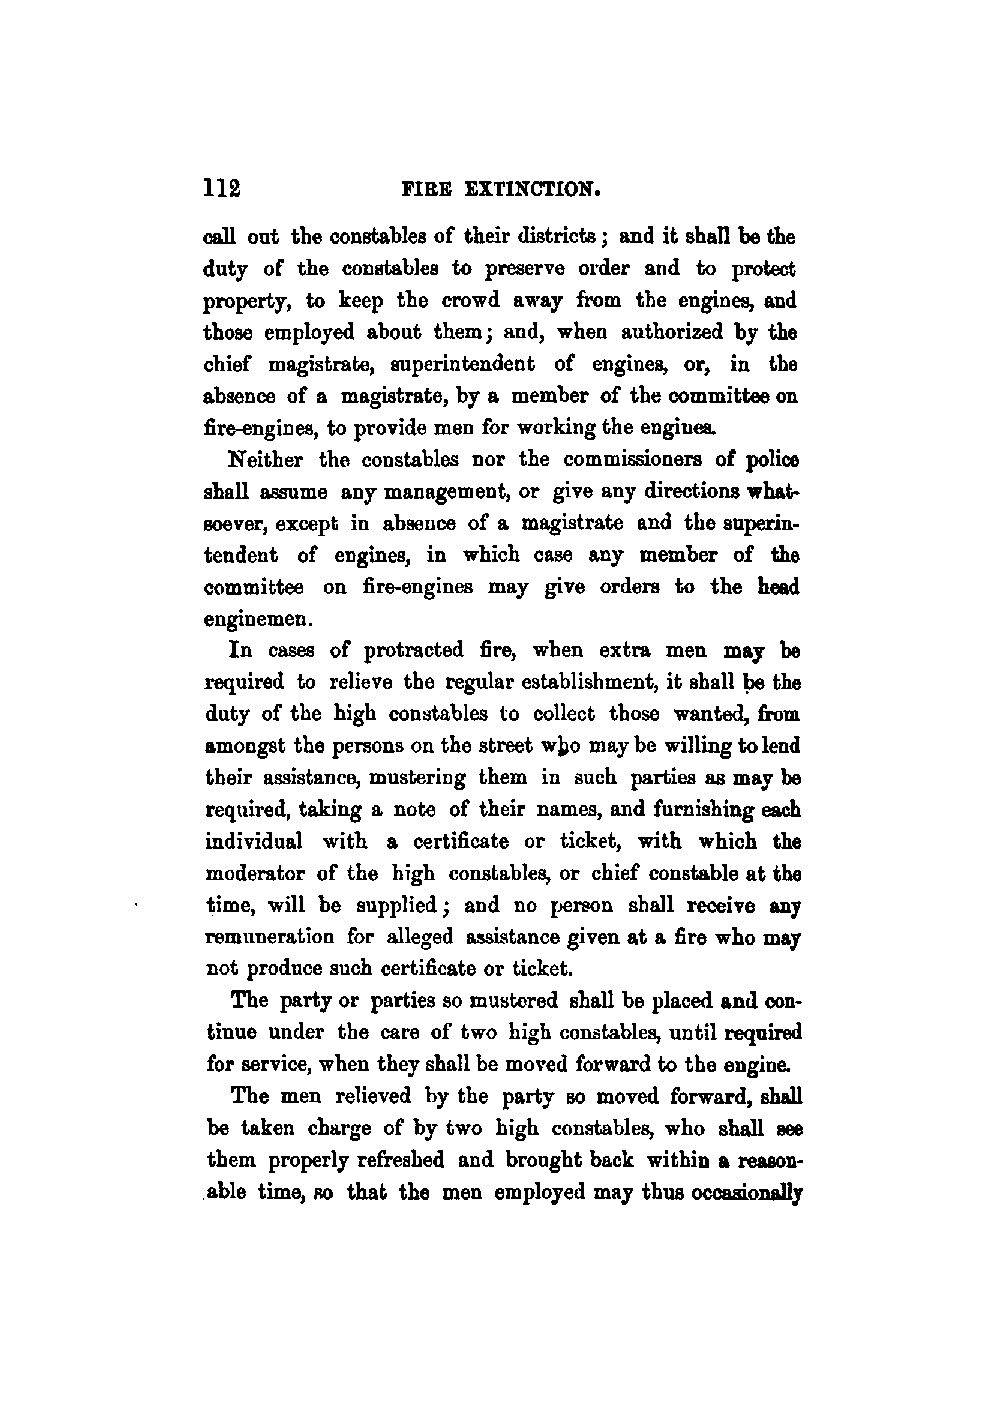 112 FIRE EXTINCTION.
call out the constables of their districts; and it shall be the
duty of the constables to preserve order and to protect
property, to keep the crowd away from the engines, and
those employed about them; and, when authorized by the
chief magistrate, superintendent of engines, or, in the
absence of a magistrate, by a member of the committee on
fire-engines, to provide men for working the engines.
Neither the constables nor the commissioners of police
shall assume any management, or give any directions what-
soever, except in absence of a magistrate and the superin-
tendent of engines, in which case any member of the
committee on fire-engines may give orders to the head
enginemen.
In cases of protracted fire, when extra men may be
required to relieve the regular establishment, it shall be the
duty of the high constables to collect those wanted, from
amongst the persons on the street who may be willing to lend
their assistance, mustering them in such parties as may be
required, taking a note of their names, and furnishing each
individual with a certificate or ticket, with which the
moderator of the high constables, or chief constable at the
time, will be supplied; and no person shall receive any
remuneration for alleged assistance given at a fire who may
not produce such certificate or ticket.
The party or parties so mustered shall be placed and con-
tinue under the care of two high constables, until required
for service, when they shall be moved forward to the engine.
The men relieved by the party so moved forward, shall
be taken charge of by two high constables, who shall see
them properly refreshed and brought back within a reason-
able time, so that the men employed may thus occasionally